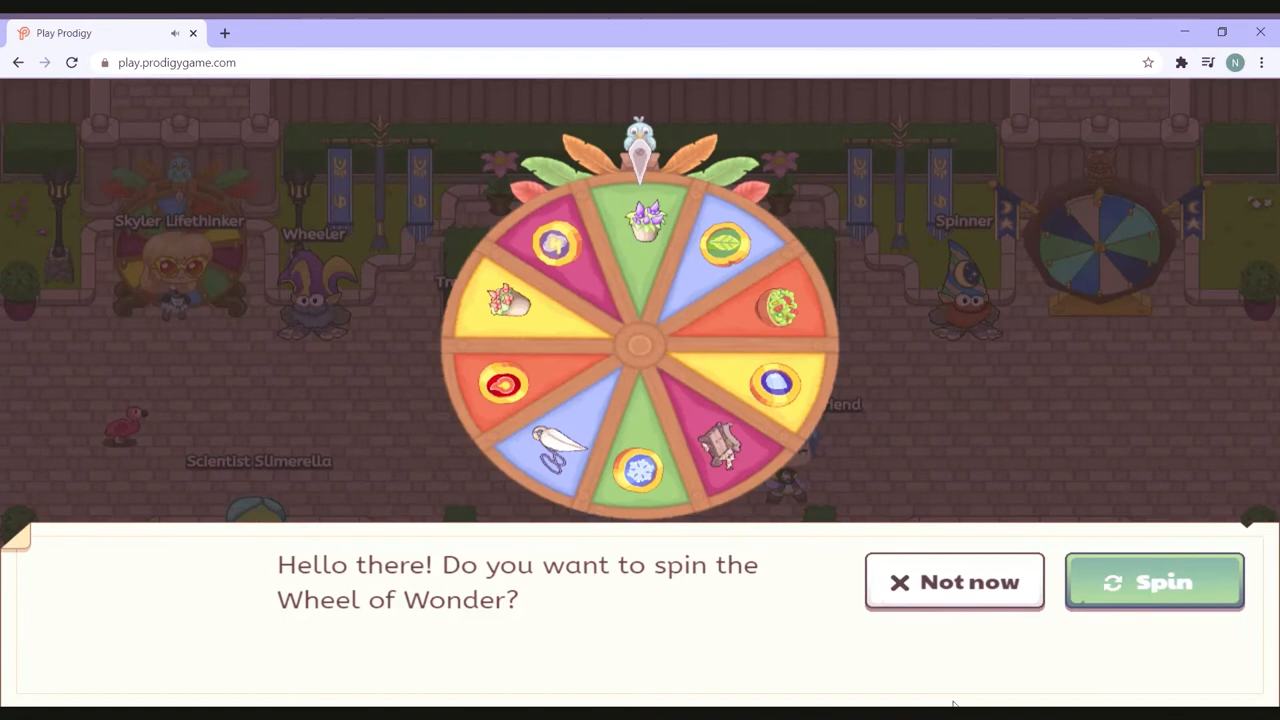 Play Prodigy
play.prodigygame.com
N
Skyler Lifethinker
Wheeler
Spinner
Scientist Slimerella
Hello there! Do you want to spin the
Wheel of Wonder?
Not now
Spin